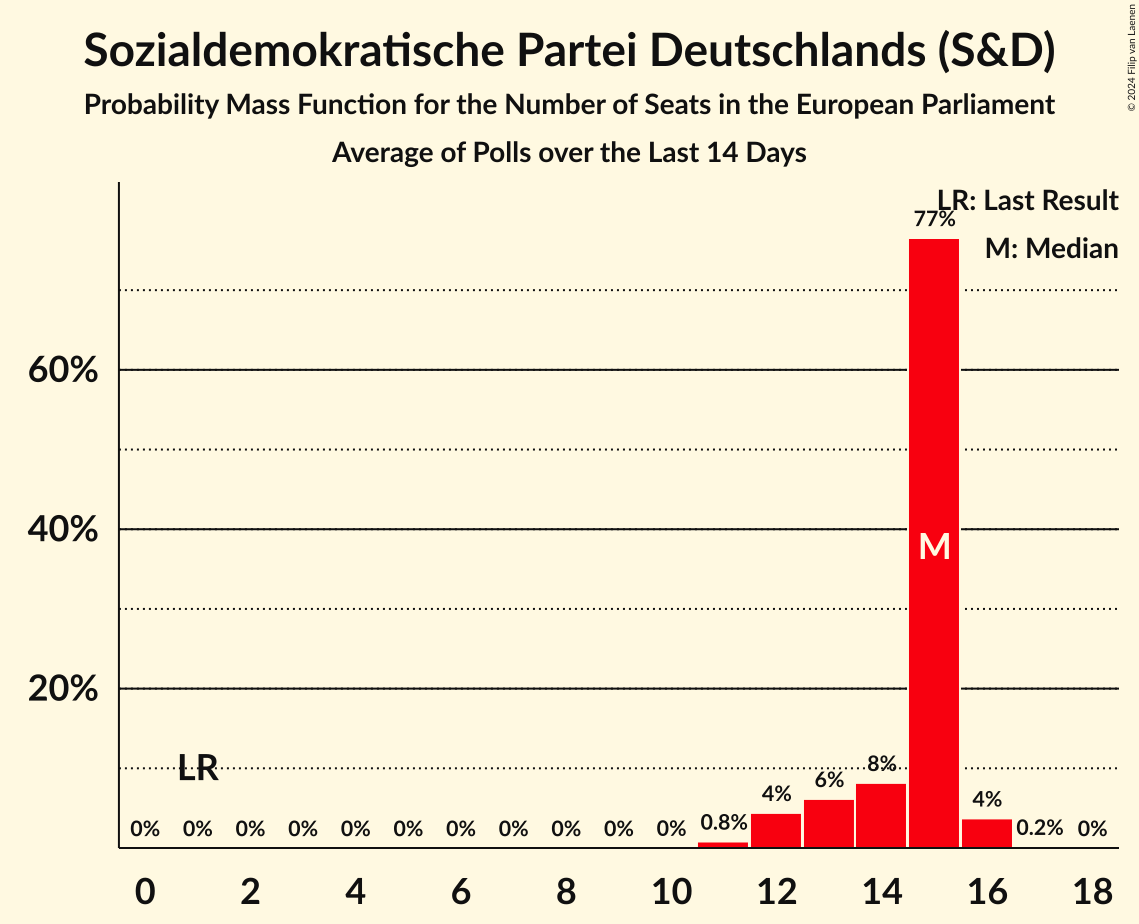 Sozialdemokratische Partei Deutschlands (S&D)
Probability Mass Function for the Number of Seats in the European Parliament
Average of Polls over the Last 14 Days
© 2024 Filip van Laenen
LR: Last Result
M: Median
77%
60%
40%
20%
M
LR
0% 0% 0% 0% 0% 0% 0% 0% 0% 0% 0% 0.8% 4% 6% 8% 4% 0.2% 0%
0 2 4 6 8 10 12 14 16 18